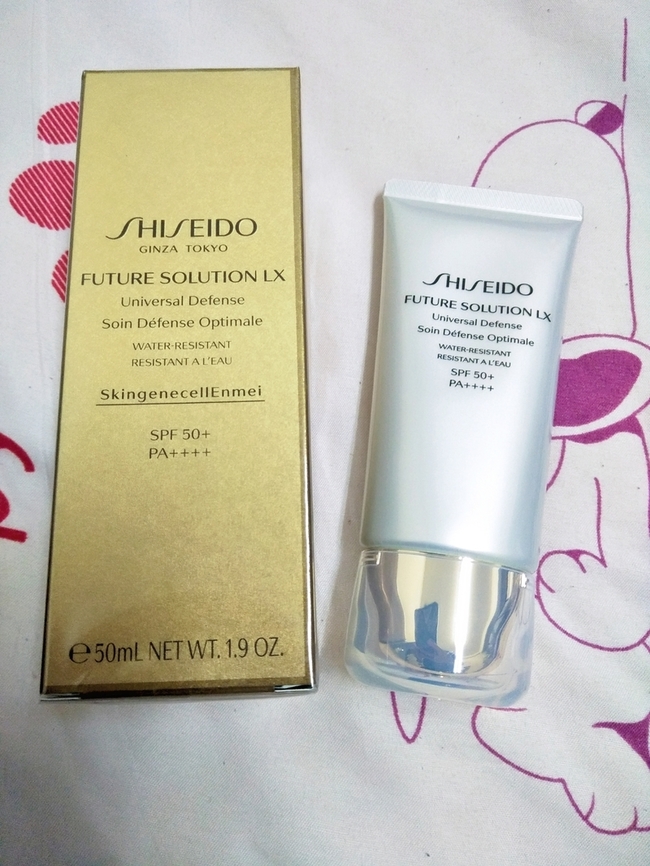 SHISEIDO
GINZA TOKYO
FUTURE SOLUTION LX
Universal Defense
Soin Défense Optimale
WATER-RESISTANT
RESISTANT A L'EAU
SkingenecellEnmei
SPF 50+
PA++++
e50mL NET WT. 1.9 OZ.
SHISEIDO
FUTURE SOLUTION LX
Universal Defense
Soin Défense Optimale
WATER-RESISTANT
RESISTANT A L'EAU
SPF 50+
PA++++